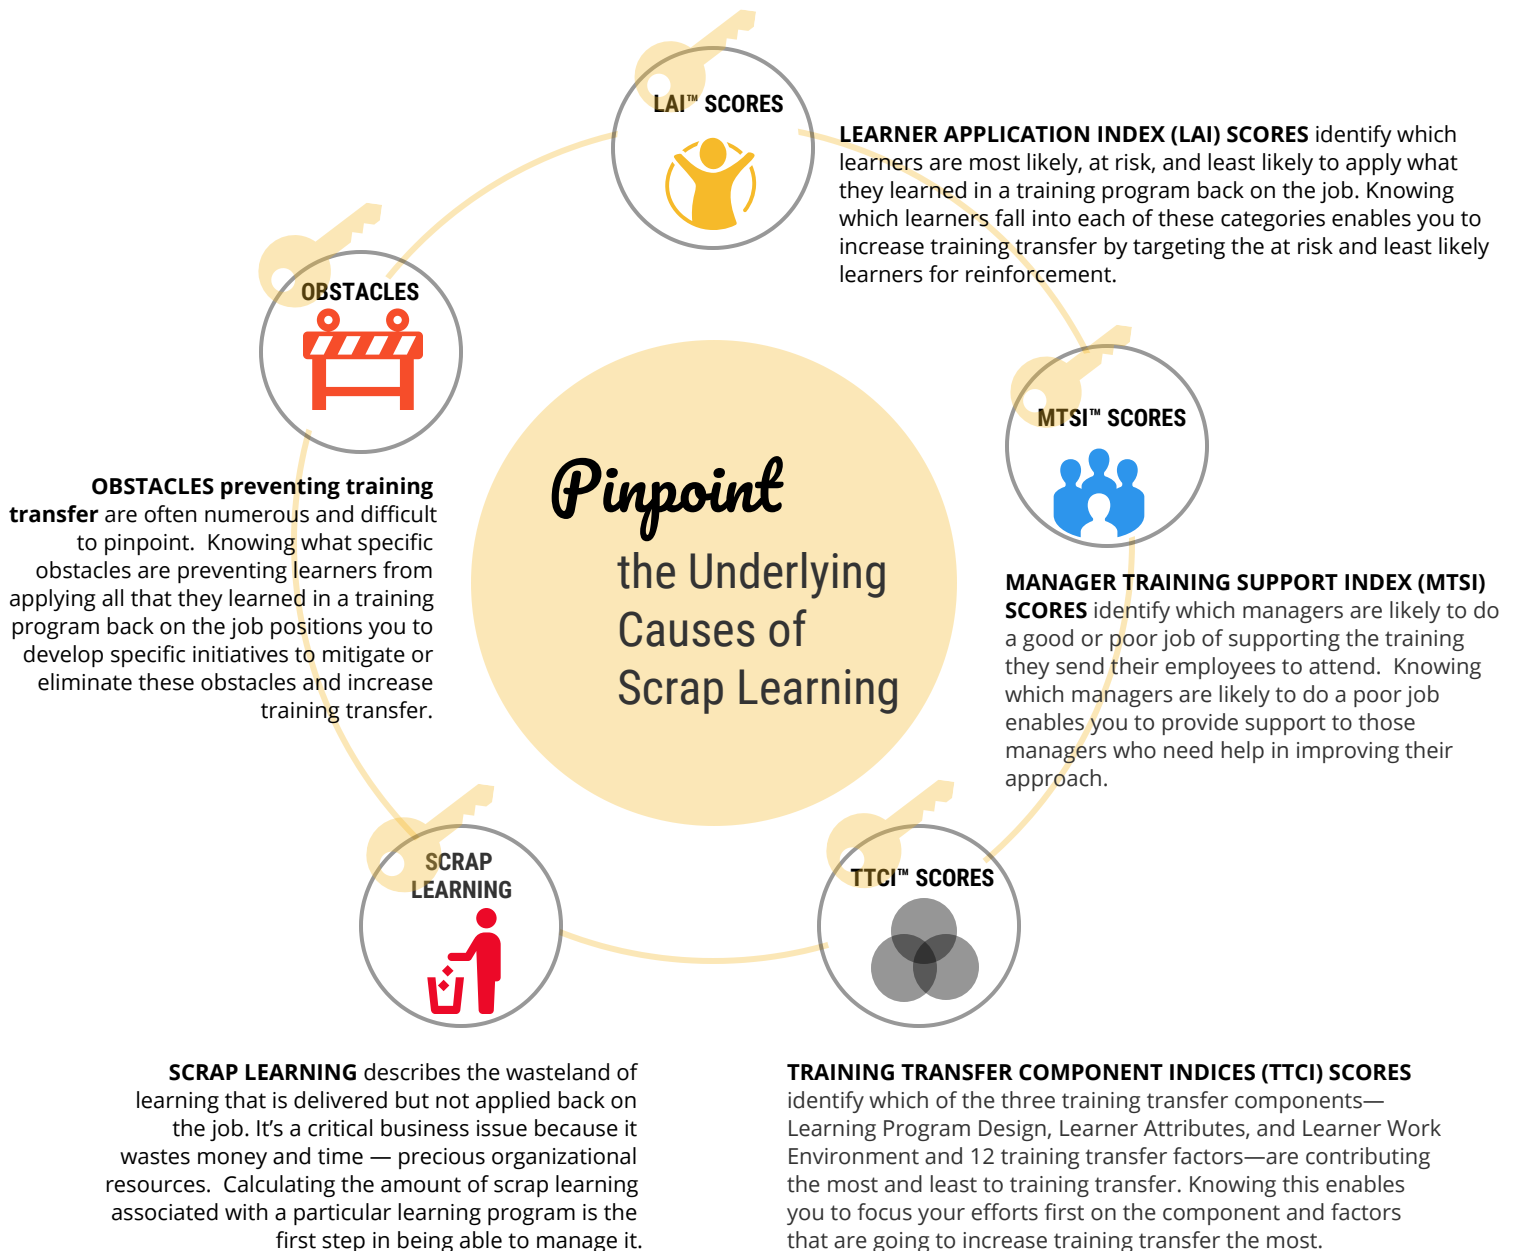 LAI™ SCORES
LEARNER APPLICATION INDEX (LAI) SCORES identify which
learners are most likely, at risk, and least likely to apply what
they learned in a training program back on the job. Knowing
which learners fall into each of these categories enables you to
increase training transfer by targeting the at risk and least likely
learners for reinforcement.
OBSTACLES
OBSTACLES preventing training
transfer are often numerous and difficult
to pinpoint.  Knowing what specific
obstacles are preventing learners from
applying all that they learned in a training
program back on the job positions you to
develop specific initiatives to mitigate or
eliminate these obstacles and increase
training transfer.
Pinpoint
the Underlying
Causes of
Scrap Learning
MTSI™ SCORES
MANAGER TRAINING SUPPORT INDEX (MTSI)
SCORES identify which managers are likely to do
a good or poor job of supporting the training
they send their employees to attend.  Knowing
which managers are likely to do a poor job
enables you to provide support to those
managers who need help in improving their
approach.
SCRAP
LEARNING
SCRAP LEARNING describes the wasteland of
learning that is delivered but not applied back on
the job. It’s a critical business issue because it
wastes money and time — precious organizational
resources.  Calculating the amount of scrap learning
associated with a particular learning program is the
first step in being able to manage it.
TTCI™ SCORES
TRAINING TRANSFER COMPONENT INDICES (TTCI) SCORES
identify which of the three training transfer components—
Learning Program Design, Learner Attributes, and Learner Work
Environment and 12 training transfer factors—are contributing
the most and least to training transfer. Knowing this enables
you to focus your efforts first on the component and factors
that are going to increase training transfer the most.